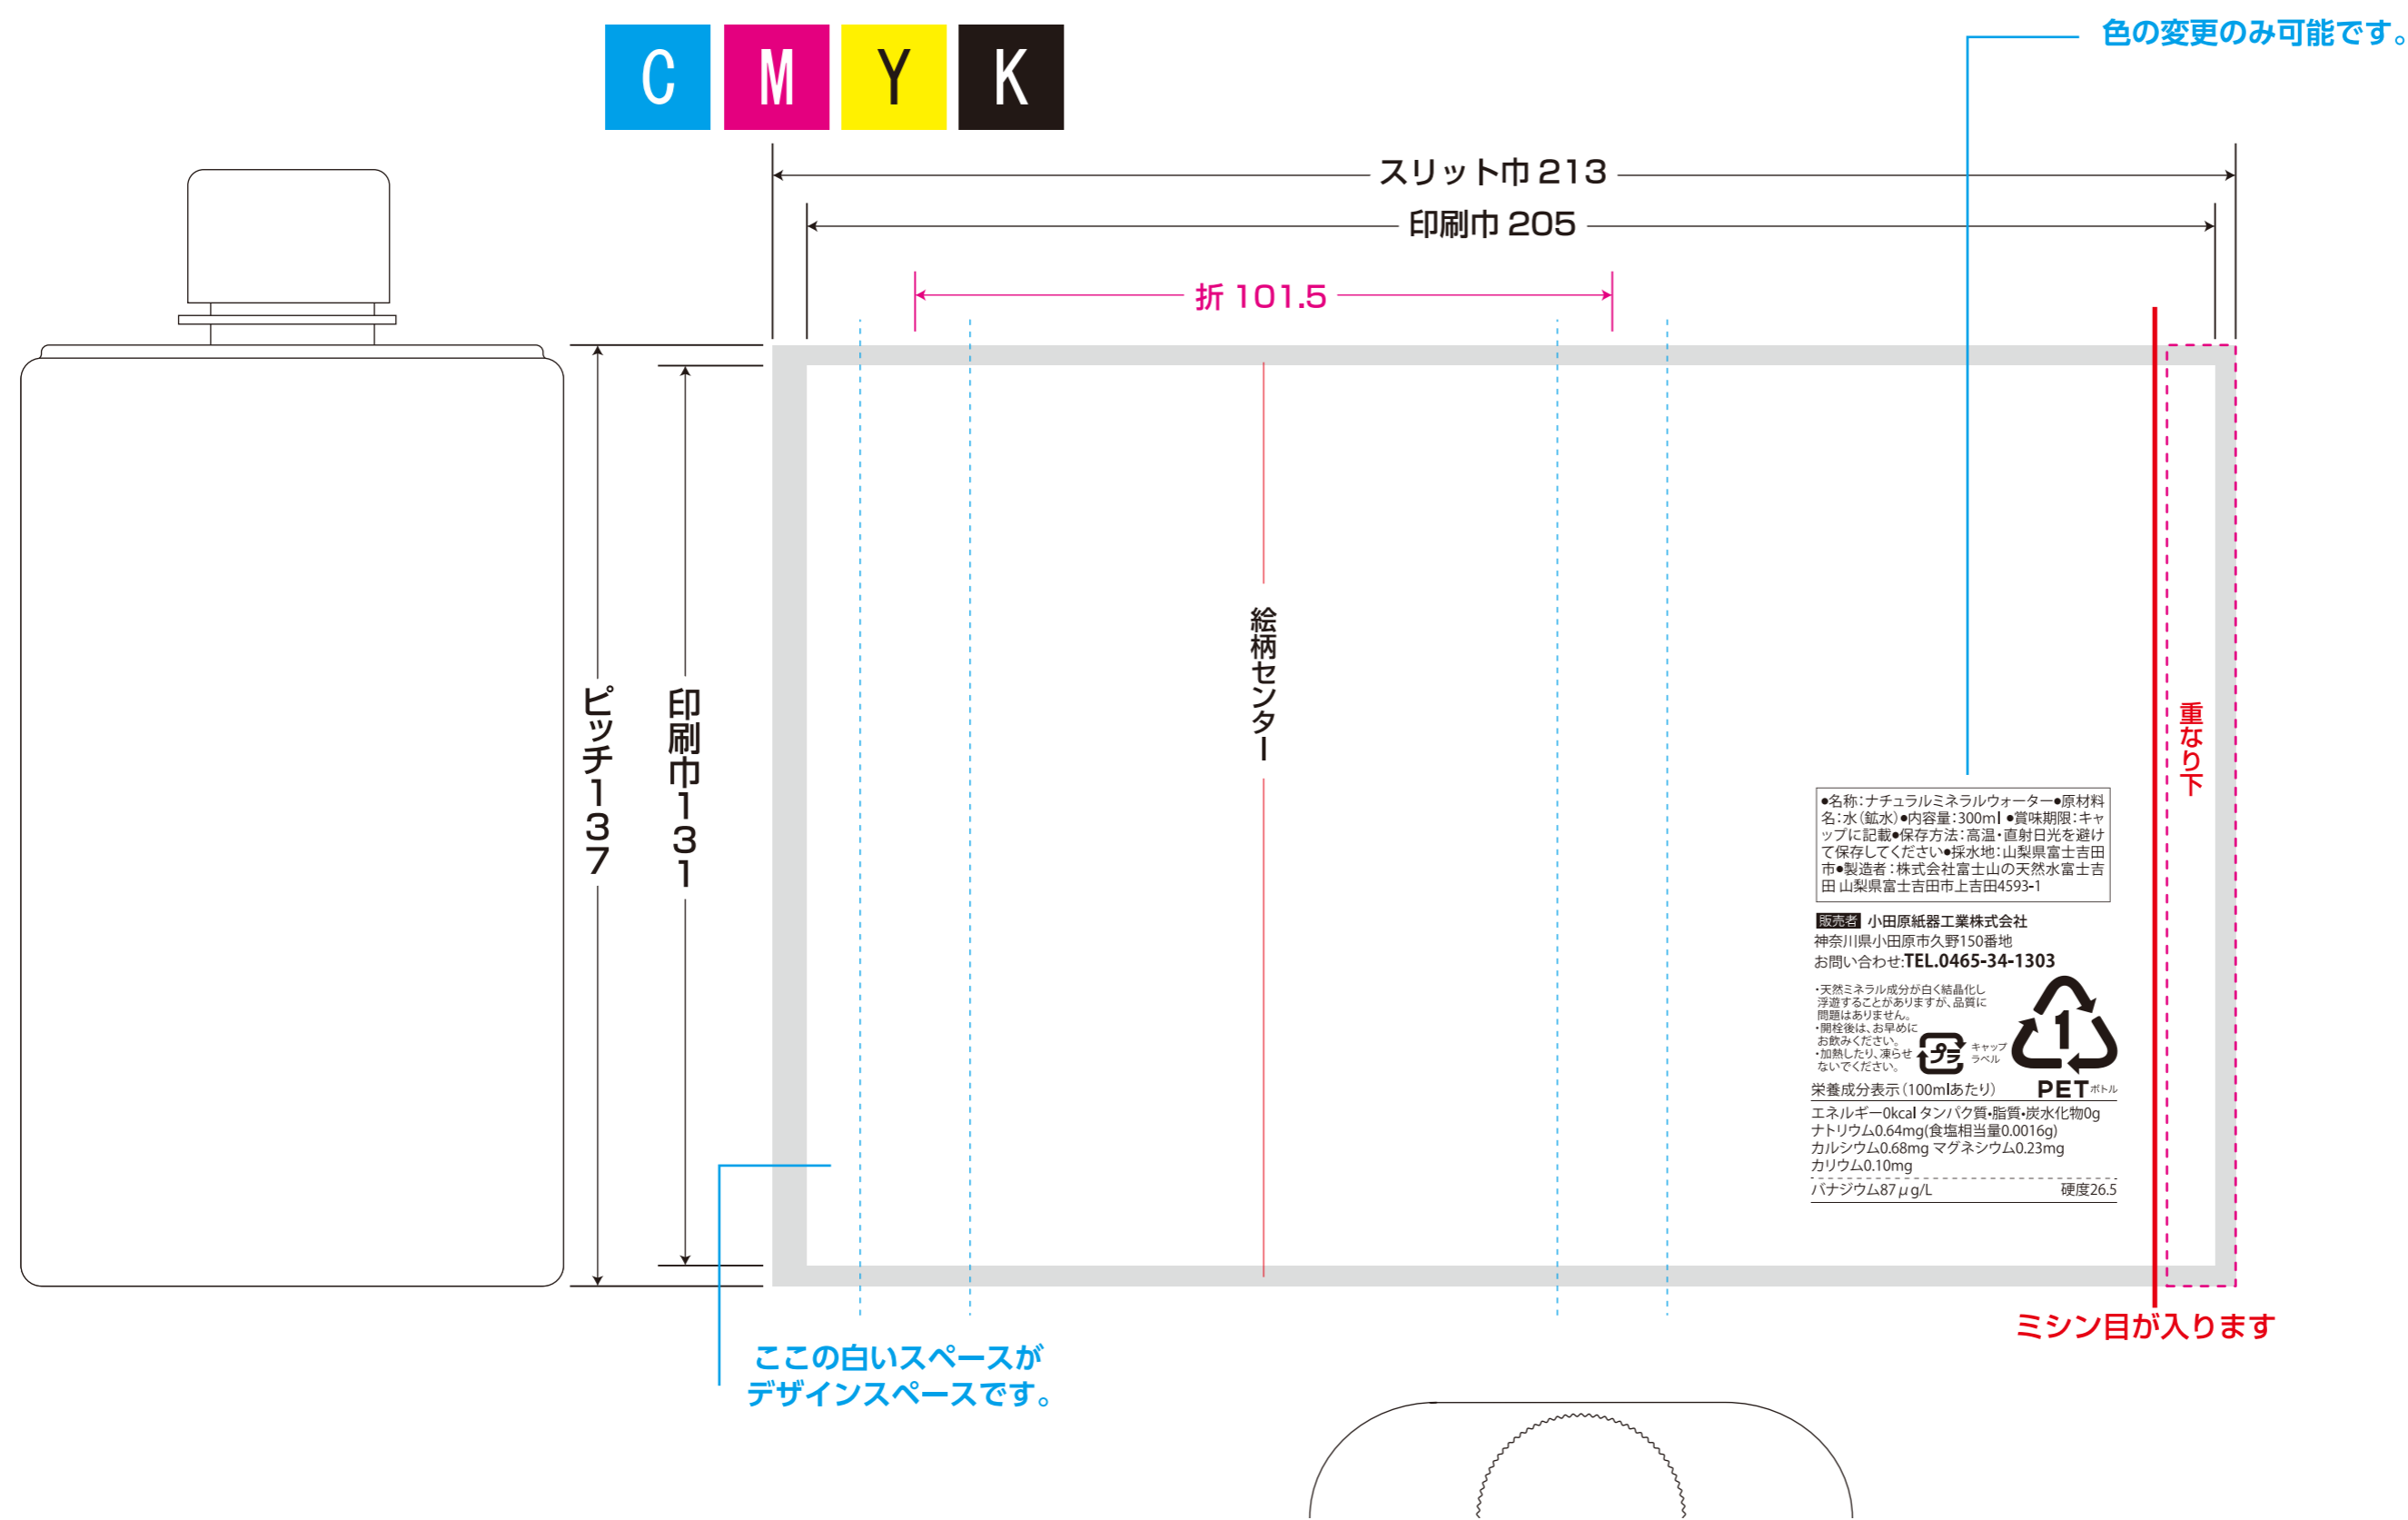 C M Y K
色の変更のみ可能です。
スリット巾 213
印刷巾 205
折 101.5
ピッチ137
印刷巾131
絵柄センター
重なり下
●名称：ナチュラルミネラルウォーター●原材料
名：水（鉱水）●内容量：300ml ●賞味期限：キャ
ップに記載●保存方法：高温・直射日光を避け
て保存してください●採水地：山梨県富士吉田
市●製造者：株式会社富士山の天然水富士吉
田 山梨県富士吉田市上吉田4593-1
販売者 小田原紙器工業株式会社
神奈川県小田原市久野150番地
お問い合わせ:TEL.0465-34-1303
・天然ミネラル成分が白く結晶化し
浮遊することがありますが、品質に
問題はありません。
・開栓後は、お早めに
お飲みください。
・加熱したり、凍らせ
ないでください。
プラ
キャップ
ラベル
1
PETボトル
栄養成分表示（100mlあたり）
エネルギー0kcal タンパク質・脂質・炭水化物0g
ナトリウム0.64mg(食塩相当量0.0016g)
カルシウム0.68mg マグネシウム0.23mg
カリウム0.10mg
バナジウム87μg/L 硬度26.5
ミシン目が入ります
ここの白いスペースが
デザインスペースです。